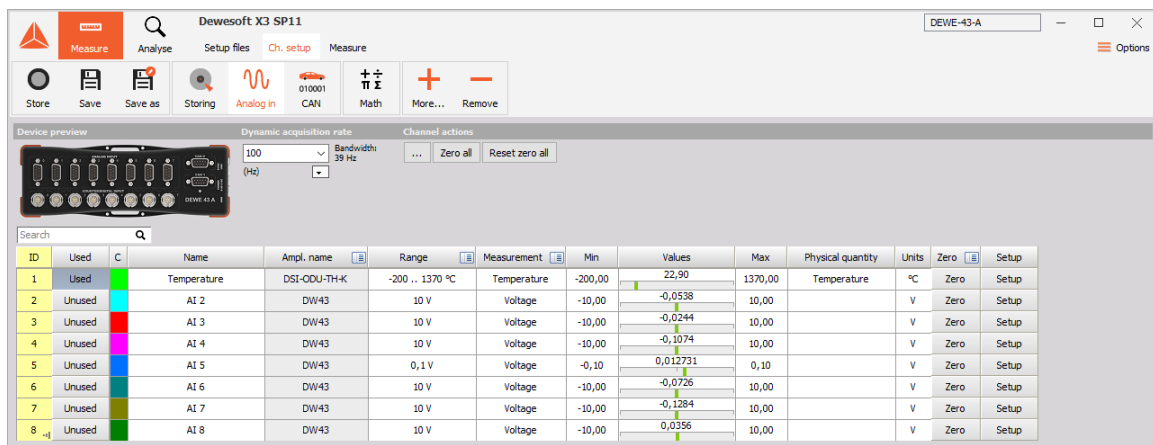 Dewesoft X3 SP11
DEWE-43-A
Measure Analyse Setup files Ch. setup Measure
Options
010001
Store Save Save as Storing Analog in CAN Math More... Remove
Device preview Dynamic acquisition rate Channel actions
100 Bandwidth: ... Zero all Reset zero all
39 Hz
(Hz)
DEWE 43 A
Search
ID Used C Name Ampl. name Range Measurement Min Values Max Physical quantity Units Zero Setup
1 Used Temperature DSI-ODU-TH-K -200 .. 1370 °C Temperature -200,00 22,90 1370,00 Temperature °C Zero Setup
2 Unused AI 2 DW43 10 V Voltage -10,00 -0,0538 10,00 V Zero Setup
3 Unused AI 3 DW43 10 V Voltage -10,00 -0,0244 10,00 V Zero Setup
4 Unused AI 4 DW43 10 V Voltage -10,00 -0,1074 10,00 V Zero Setup
5 Unused AI 5 DW43 0,1 V Voltage -0,10 0,012731 0,10 V Zero Setup
6 Unused AI 6 DW43 10 V Voltage -10,00 -0,0726 10,00 V Zero Setup
7 Unused AI 7 DW43 10 V Voltage -10,00 -0,1284 10,00 V Zero Setup
8 Unused AI 8 DW43 10 V Voltage -10,00 0,0356 10,00 V Zero Setup